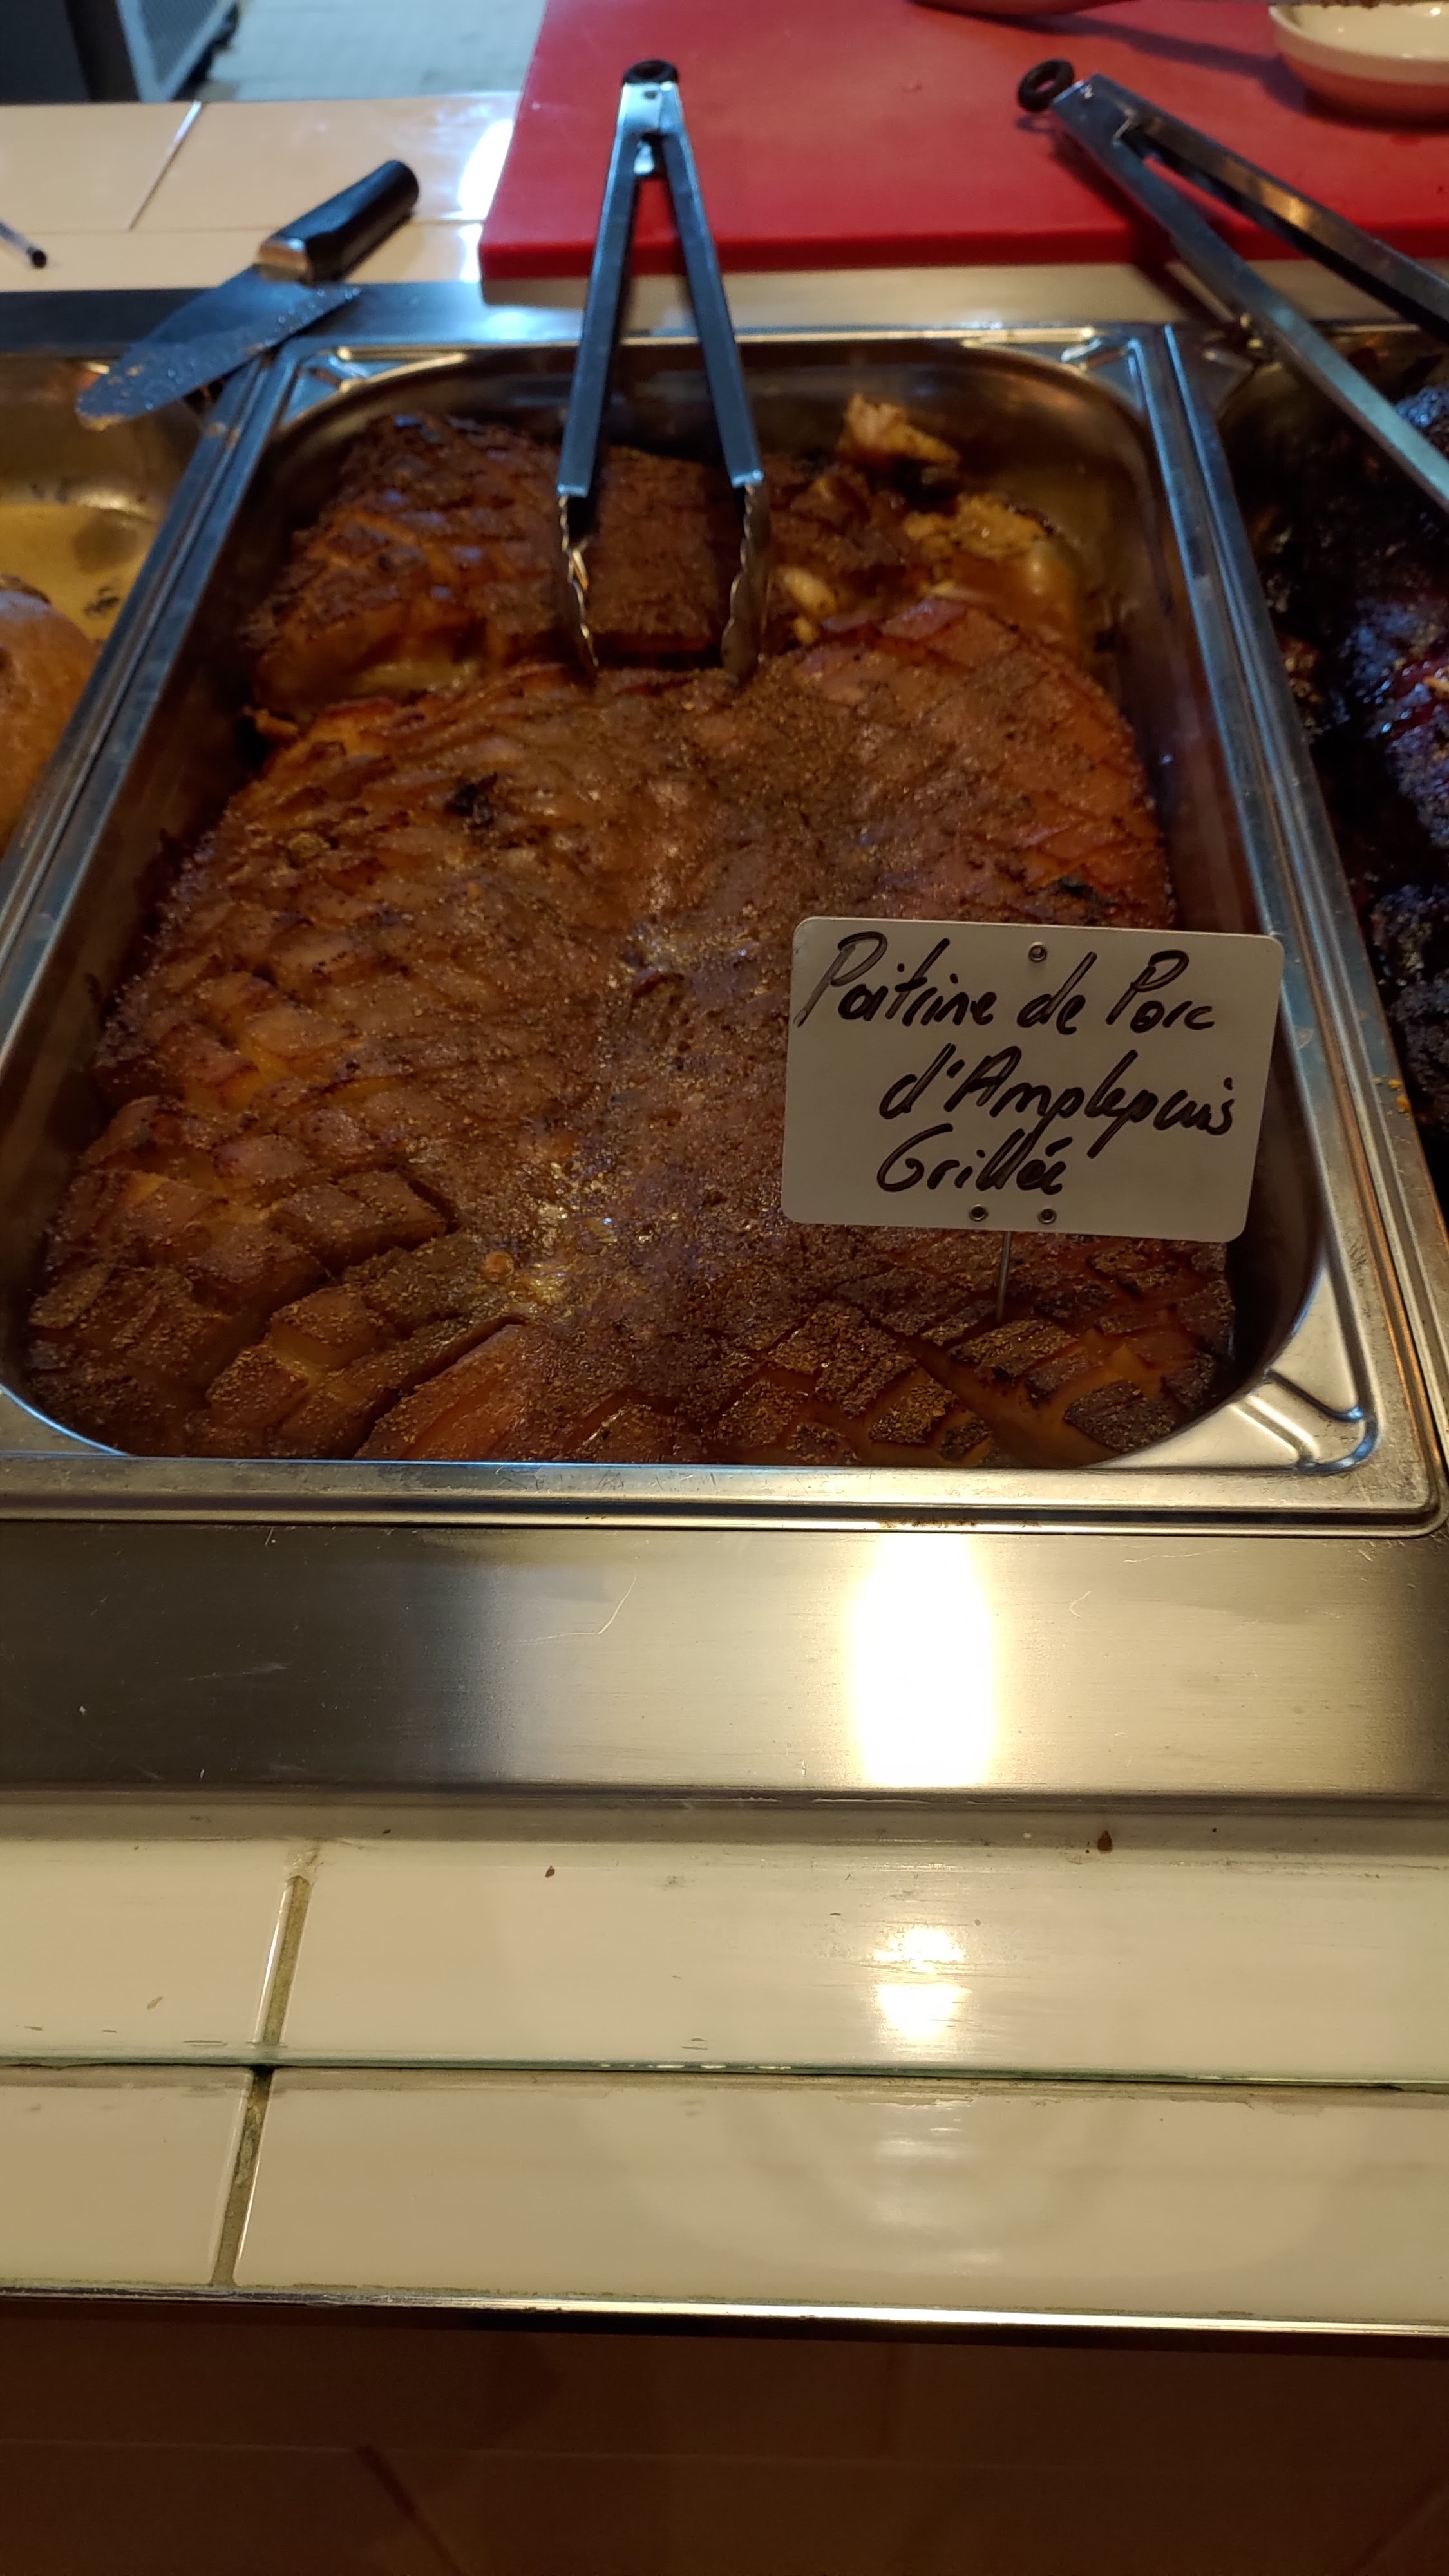 Poitrine de Porc
d'Amplepuis
Grillée